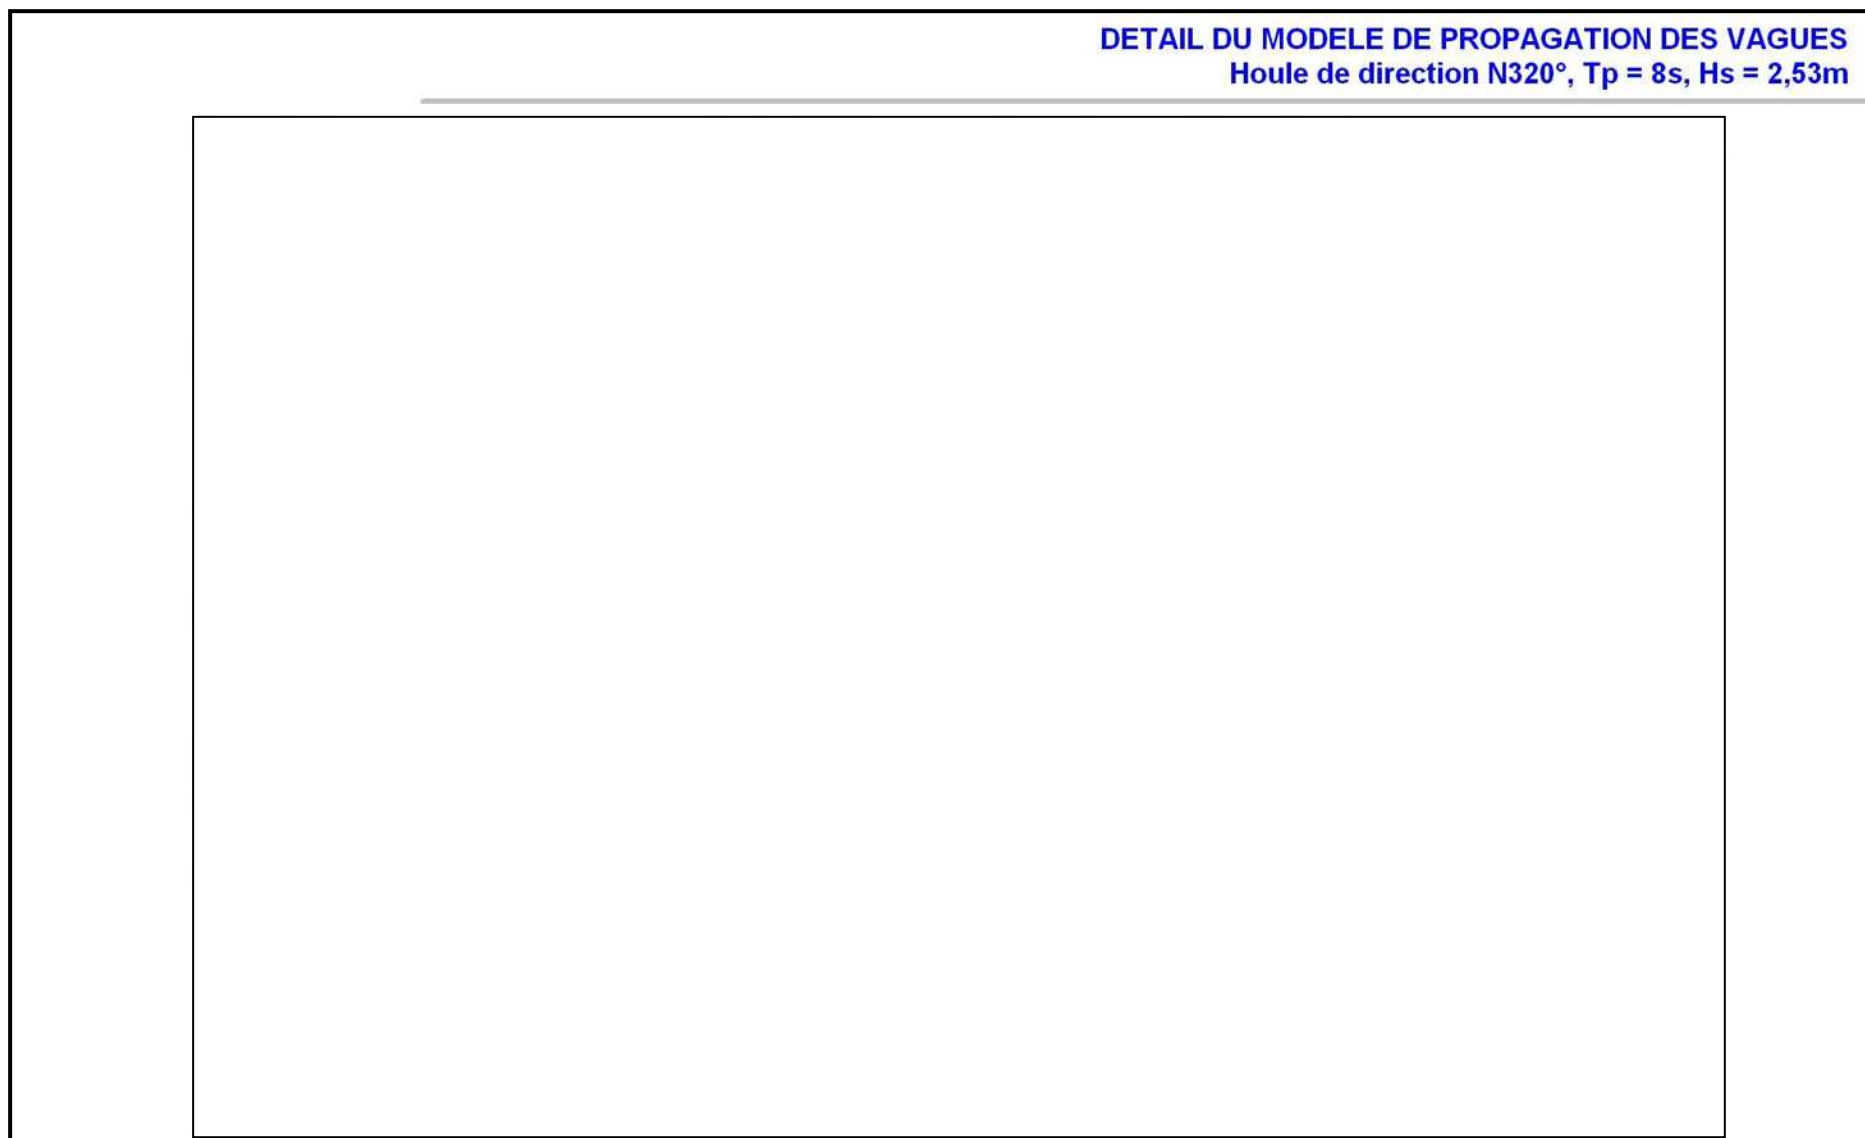 DETAIL DU MODELE DE PROPAGATION DES VAGUES
Houle de direction N320°, Tp = 8s, Hs = 2,53m